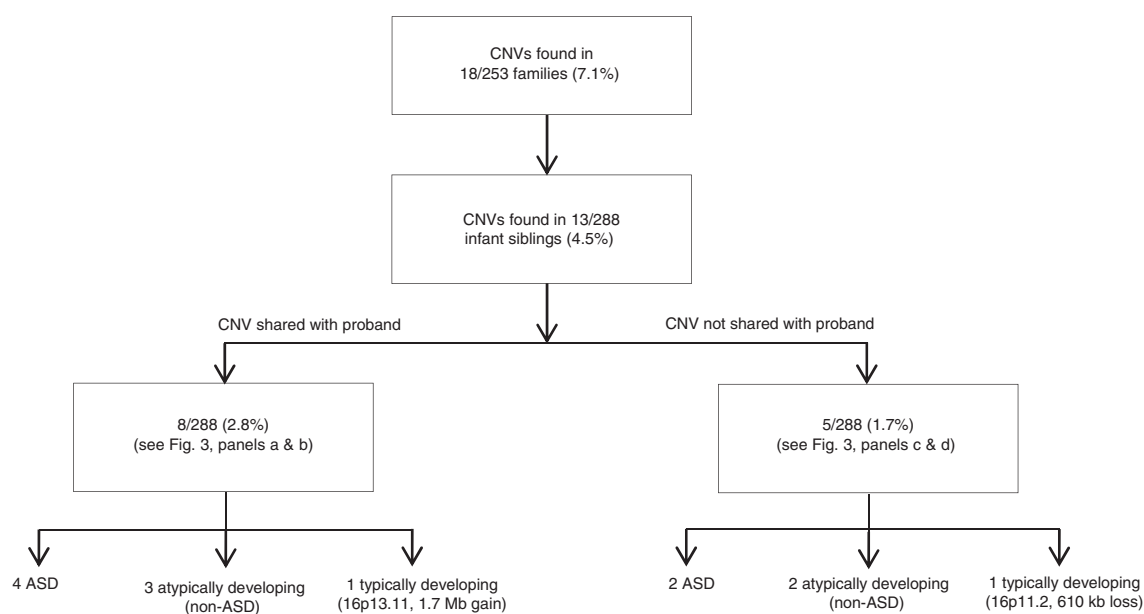 CNVs found in
18/253 families (7.1%)
CNVs found in 13/288
infant siblings (4.5%)
CNV shared with proband
CNV not shared with proband
8/288 (2.8%)
(see Fig. 3, panels a & b)
5/288 (1.7%)
(see Fig. 3, panels c & d)
4 ASD
3 atypically developing
(non-ASD)
1 typically developing
(16p13.11, 1.7 Mb gain)
2 ASD
2 atypically developing
(non-ASD)
1 typically developing
(16p11.2, 610 kb loss)